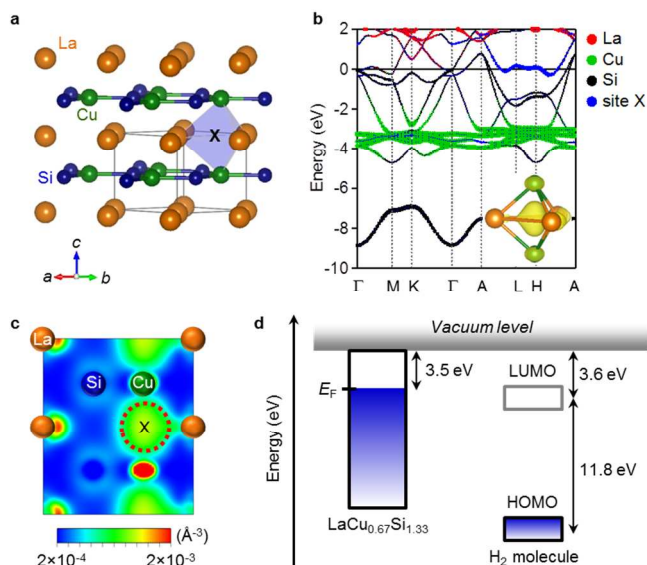 a
La
Cu
X
Si
c
a
b
b
2
0
-2
-4
-6
-8
-10
Energy (eV)
Γ M K Γ A L H A
La
Cu
Si
site X
c
La
Si
Cu
X
(Å⁻³)
2×10⁻⁴ 2×10⁻³
d
Energy (eV)
Vacuum level
3.5 eV
E_F
LaCu₀.₆₇Si₁.₃₃
LUMO
3.6 eV
11.8 eV
HOMO
H₂ molecule